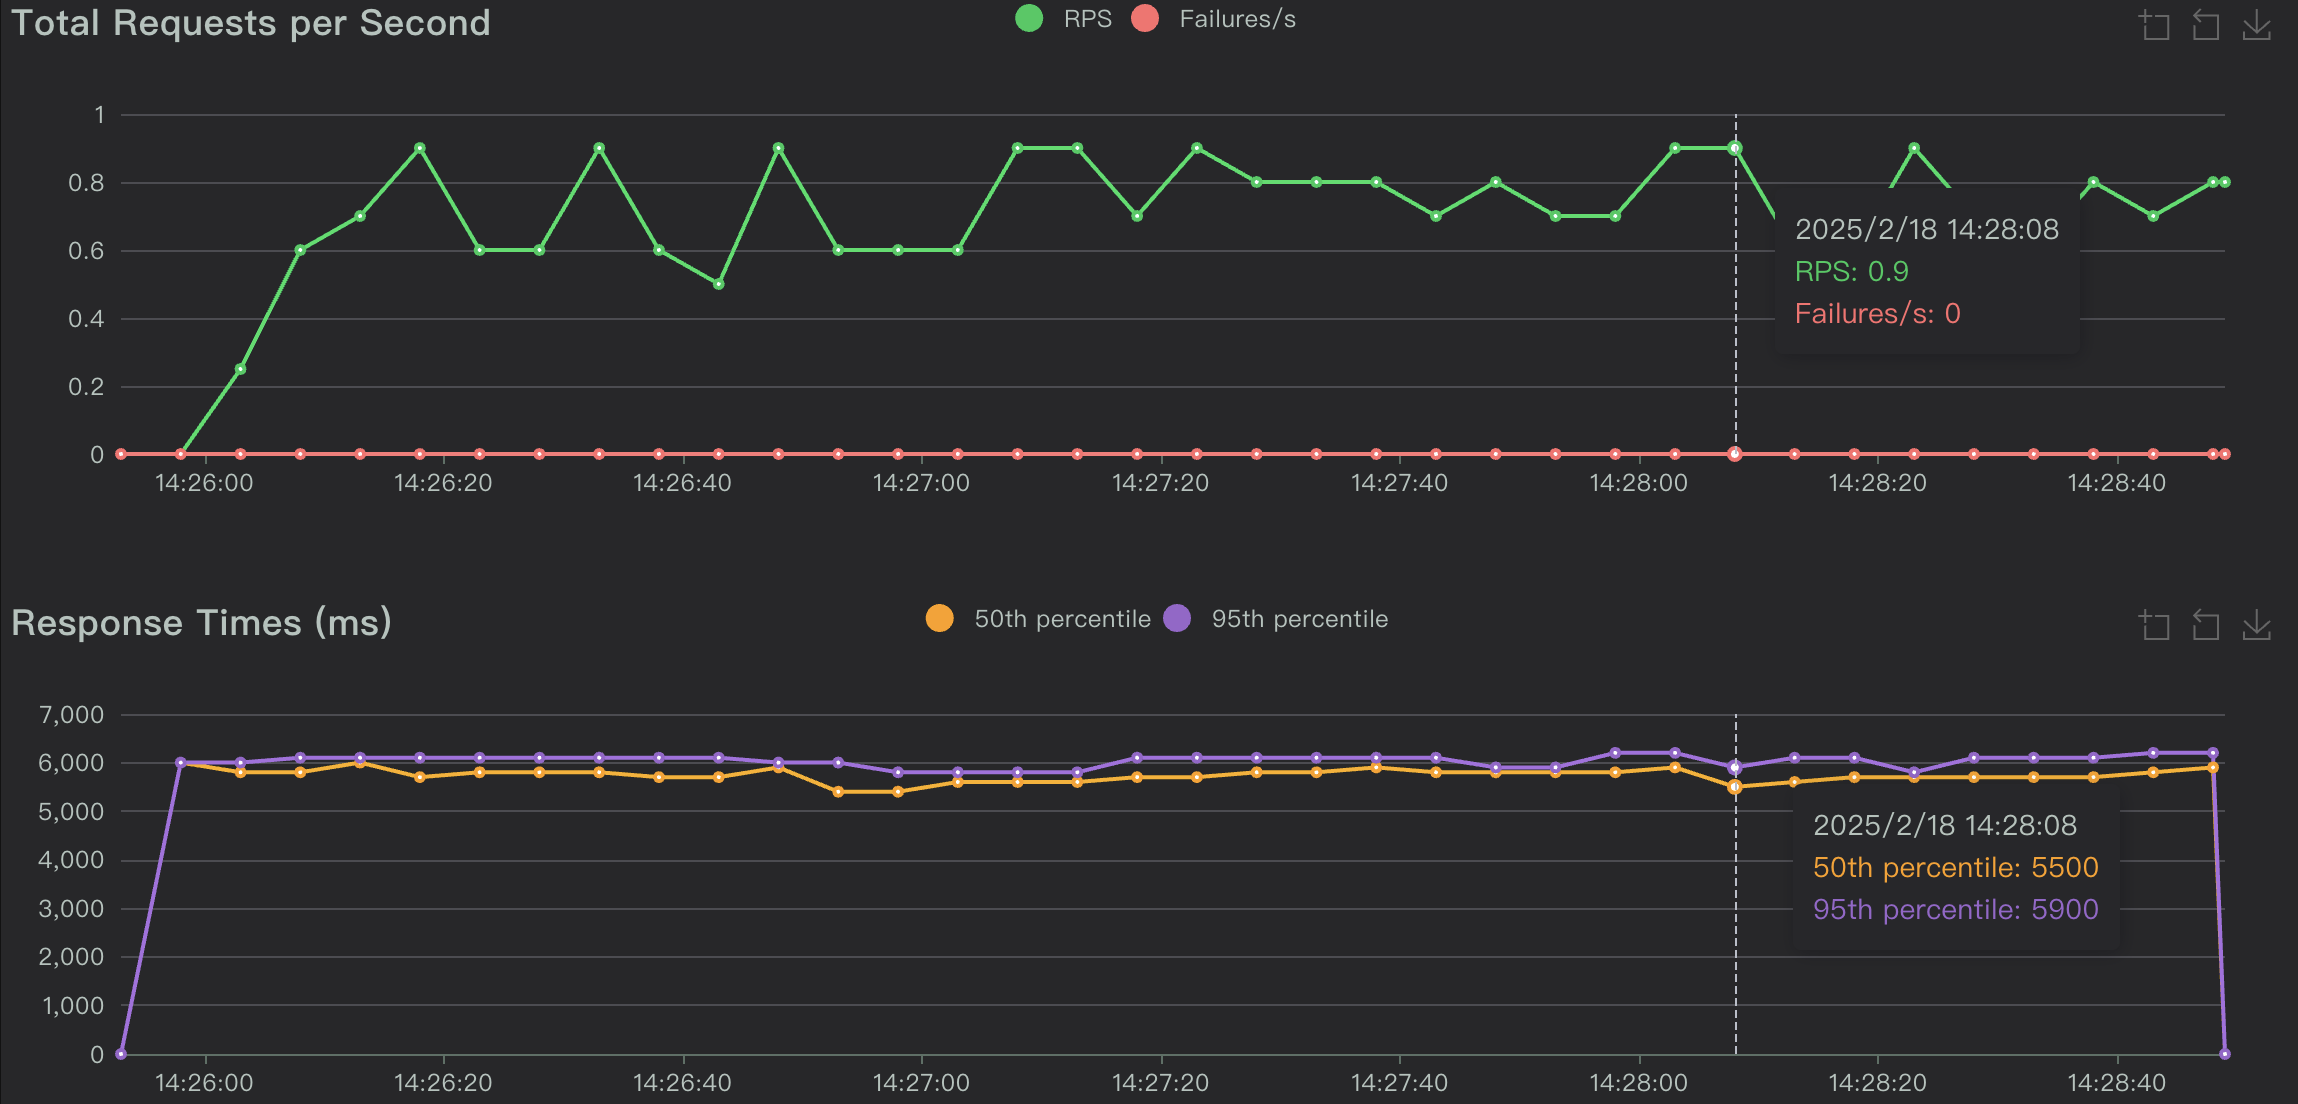 Total Requests per Second
RPS Failures/s
1
0.8
0.6
0.4
0.2
0
2025/2/18 14:28:08
RPS: 0.9
Failures/s: 0
14:26:00 14:26:20 14:26:40 14:27:00 14:27:20 14:27:40 14:28:00 14:28:20 14:28:40
Response Times (ms)
50th percentile 95th percentile
7,000
6,000
5,000
4,000
3,000
2,000
1,000
0
2025/2/18 14:28:08
50th percentile: 5500
95th percentile: 5900
14:26:00 14:26:20 14:26:40 14:27:00 14:27:20 14:27:40 14:28:00 14:28:20 14:28:40